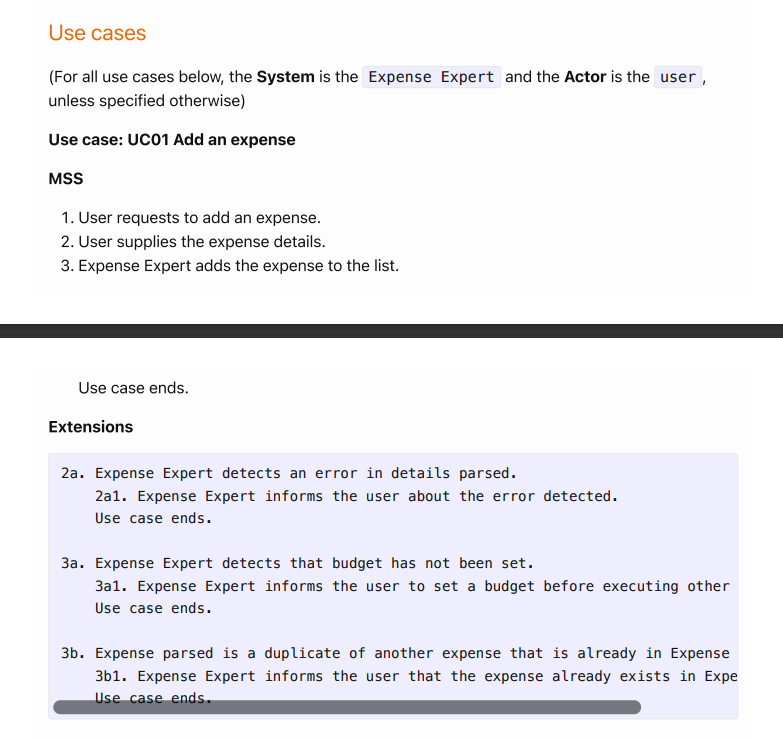 Use cases
(For all use cases below, the System is the Expense Expert and the Actor is the user ,
unless specified otherwise)
Use case: UC01 Add an expense
MSS
1. User requests to add an expense.
2. User supplies the expense details.
3. Expense Expert adds the expense to the list.
Use case ends.
Extensions
2a. Expense Expert detects an error in details parsed.
2a1. Expense Expert informs the user about the error detected.
Use case ends.
3a. Expense Expert detects that budget has not been set.
3a1. Expense Expert informs the user to set a budget before executing other
Use case ends.
3b. Expense parsed is a duplicate of another expense that is already in Expense
3b1. Expense Expert informs the user that the expense already exists in Expe
Use case ends.